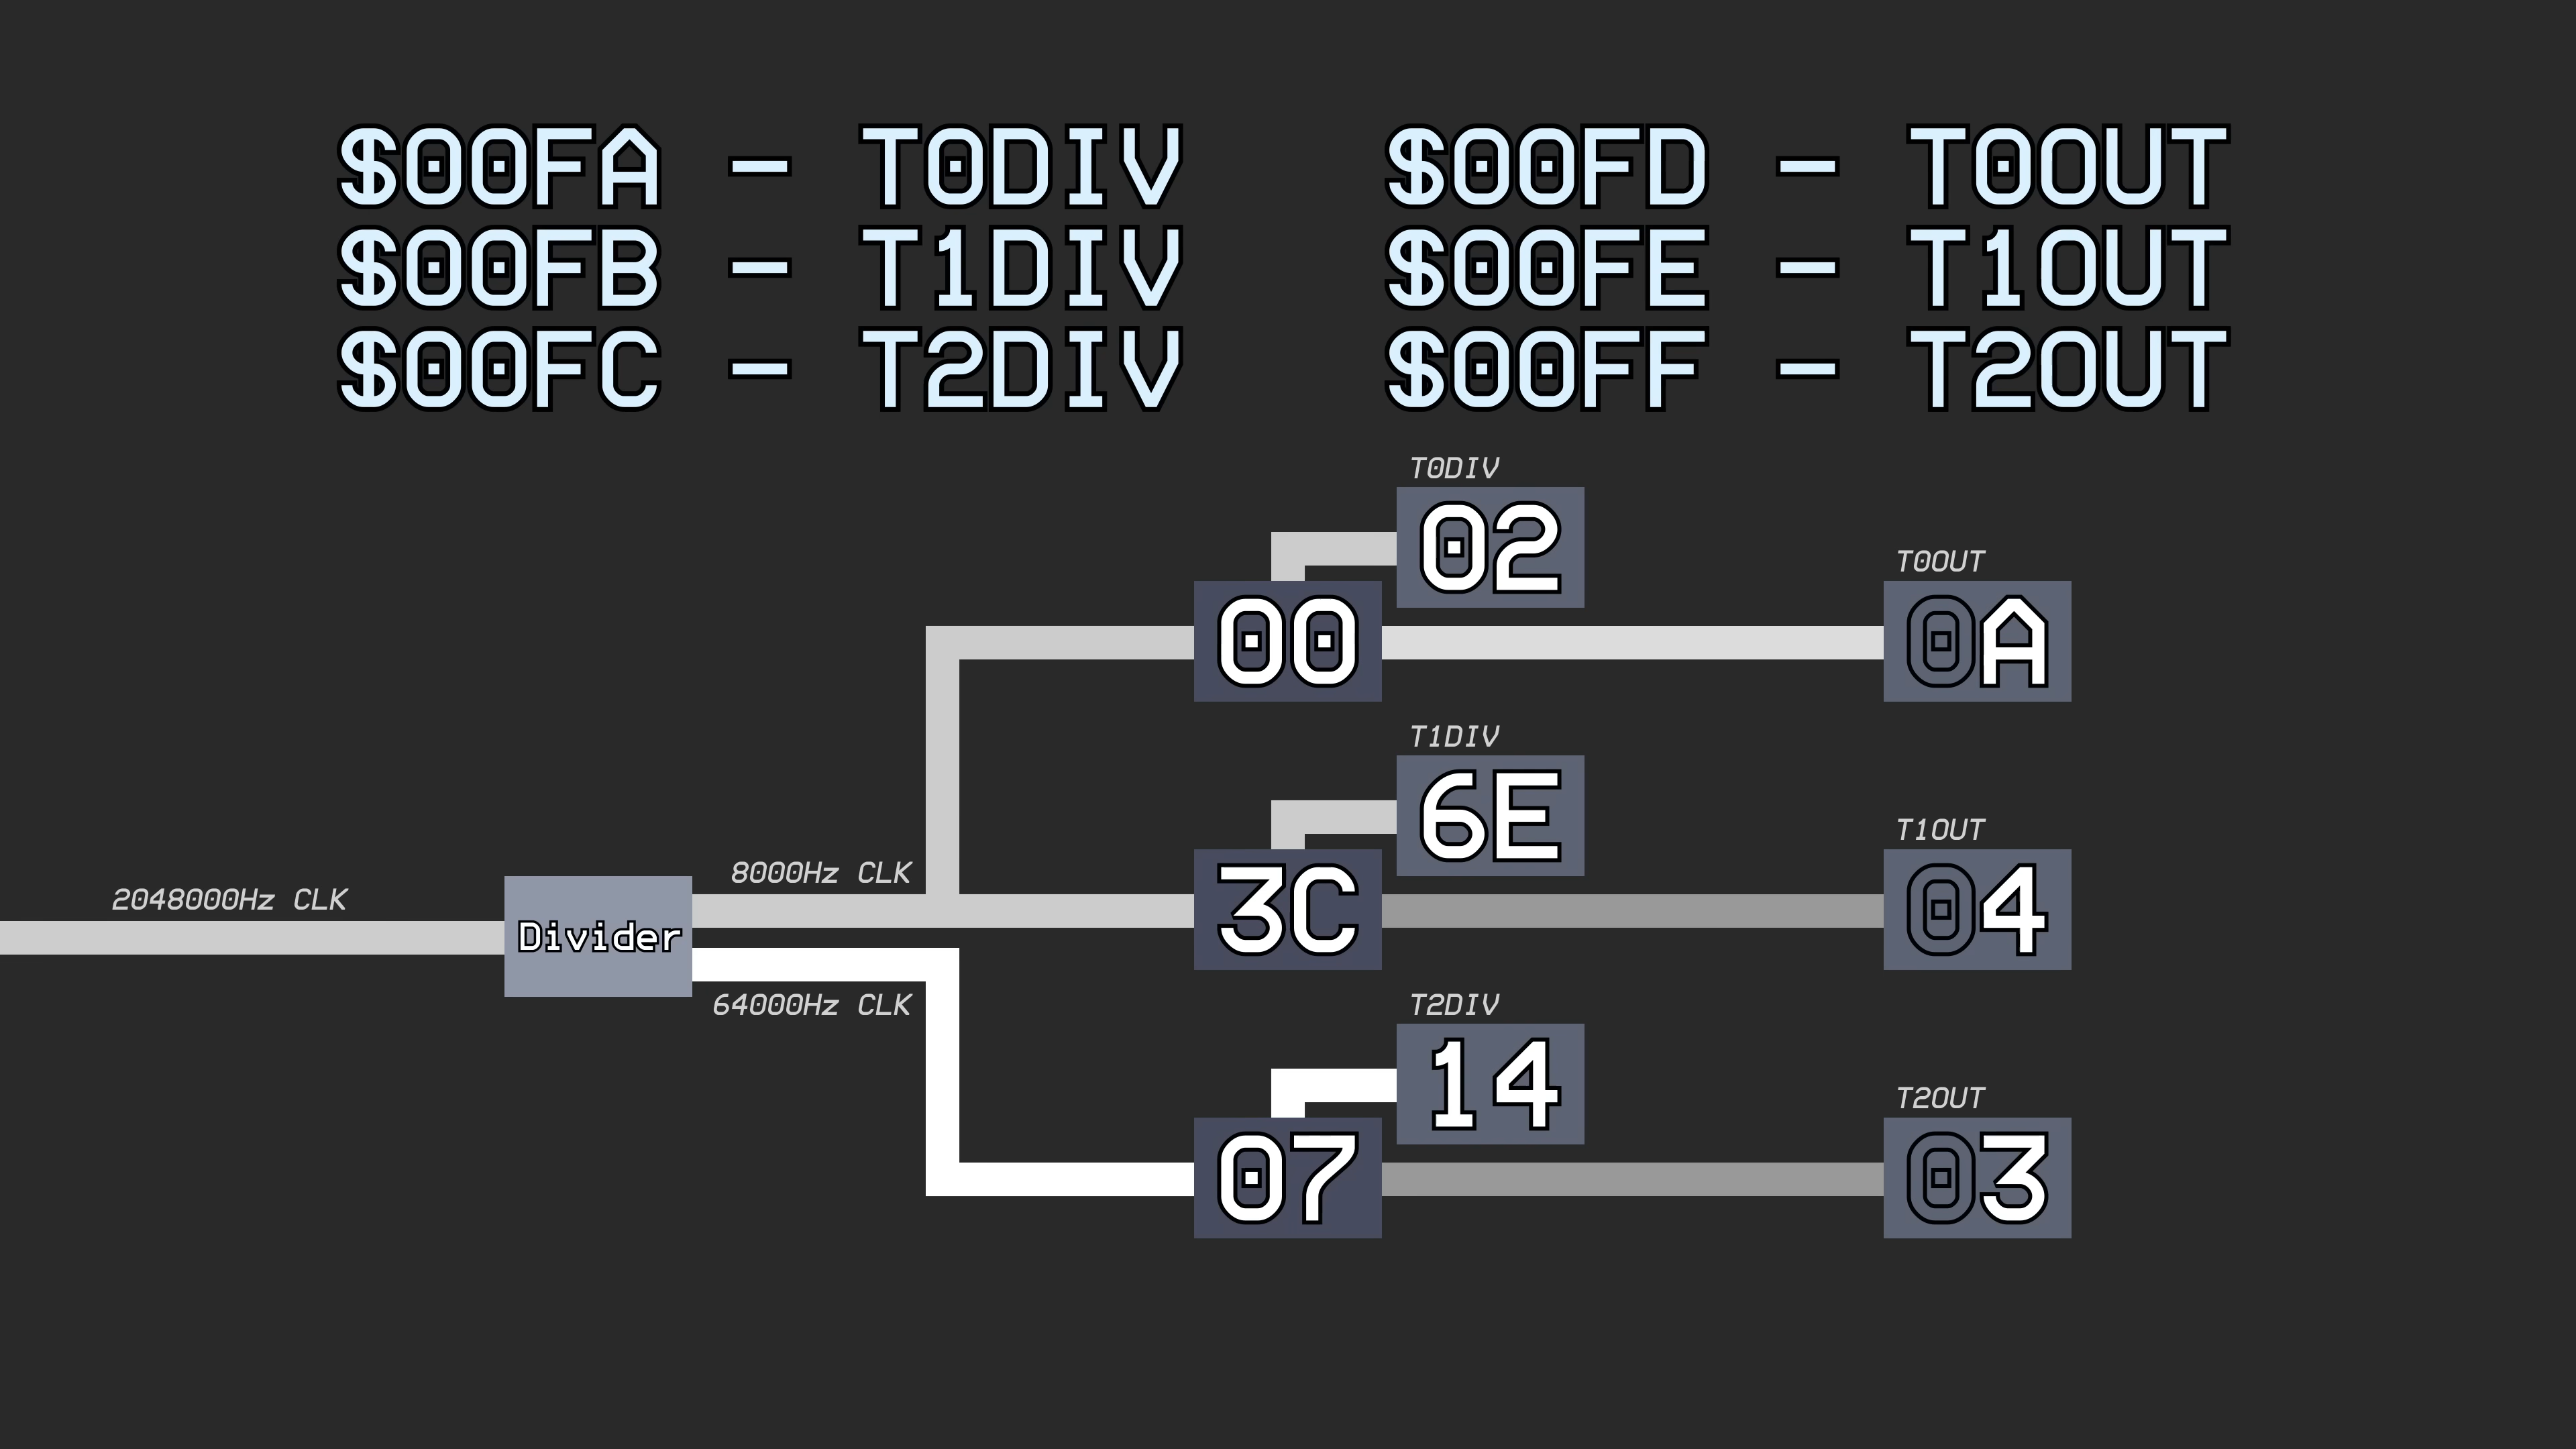 $00FA - T0DIV $00FD - T0OUT
$00FB - T1DIV $00FE - T1OUT
$00FC - T2DIV $00FF - T2OUT
T0DIV
02
T0OUT
00
0A
T1DIV
6E
T1OUT
8000Hz CLK
3C
04
2048000Hz CLK
Divider
64000Hz CLK
T2DIV
14
T2OUT
07
03